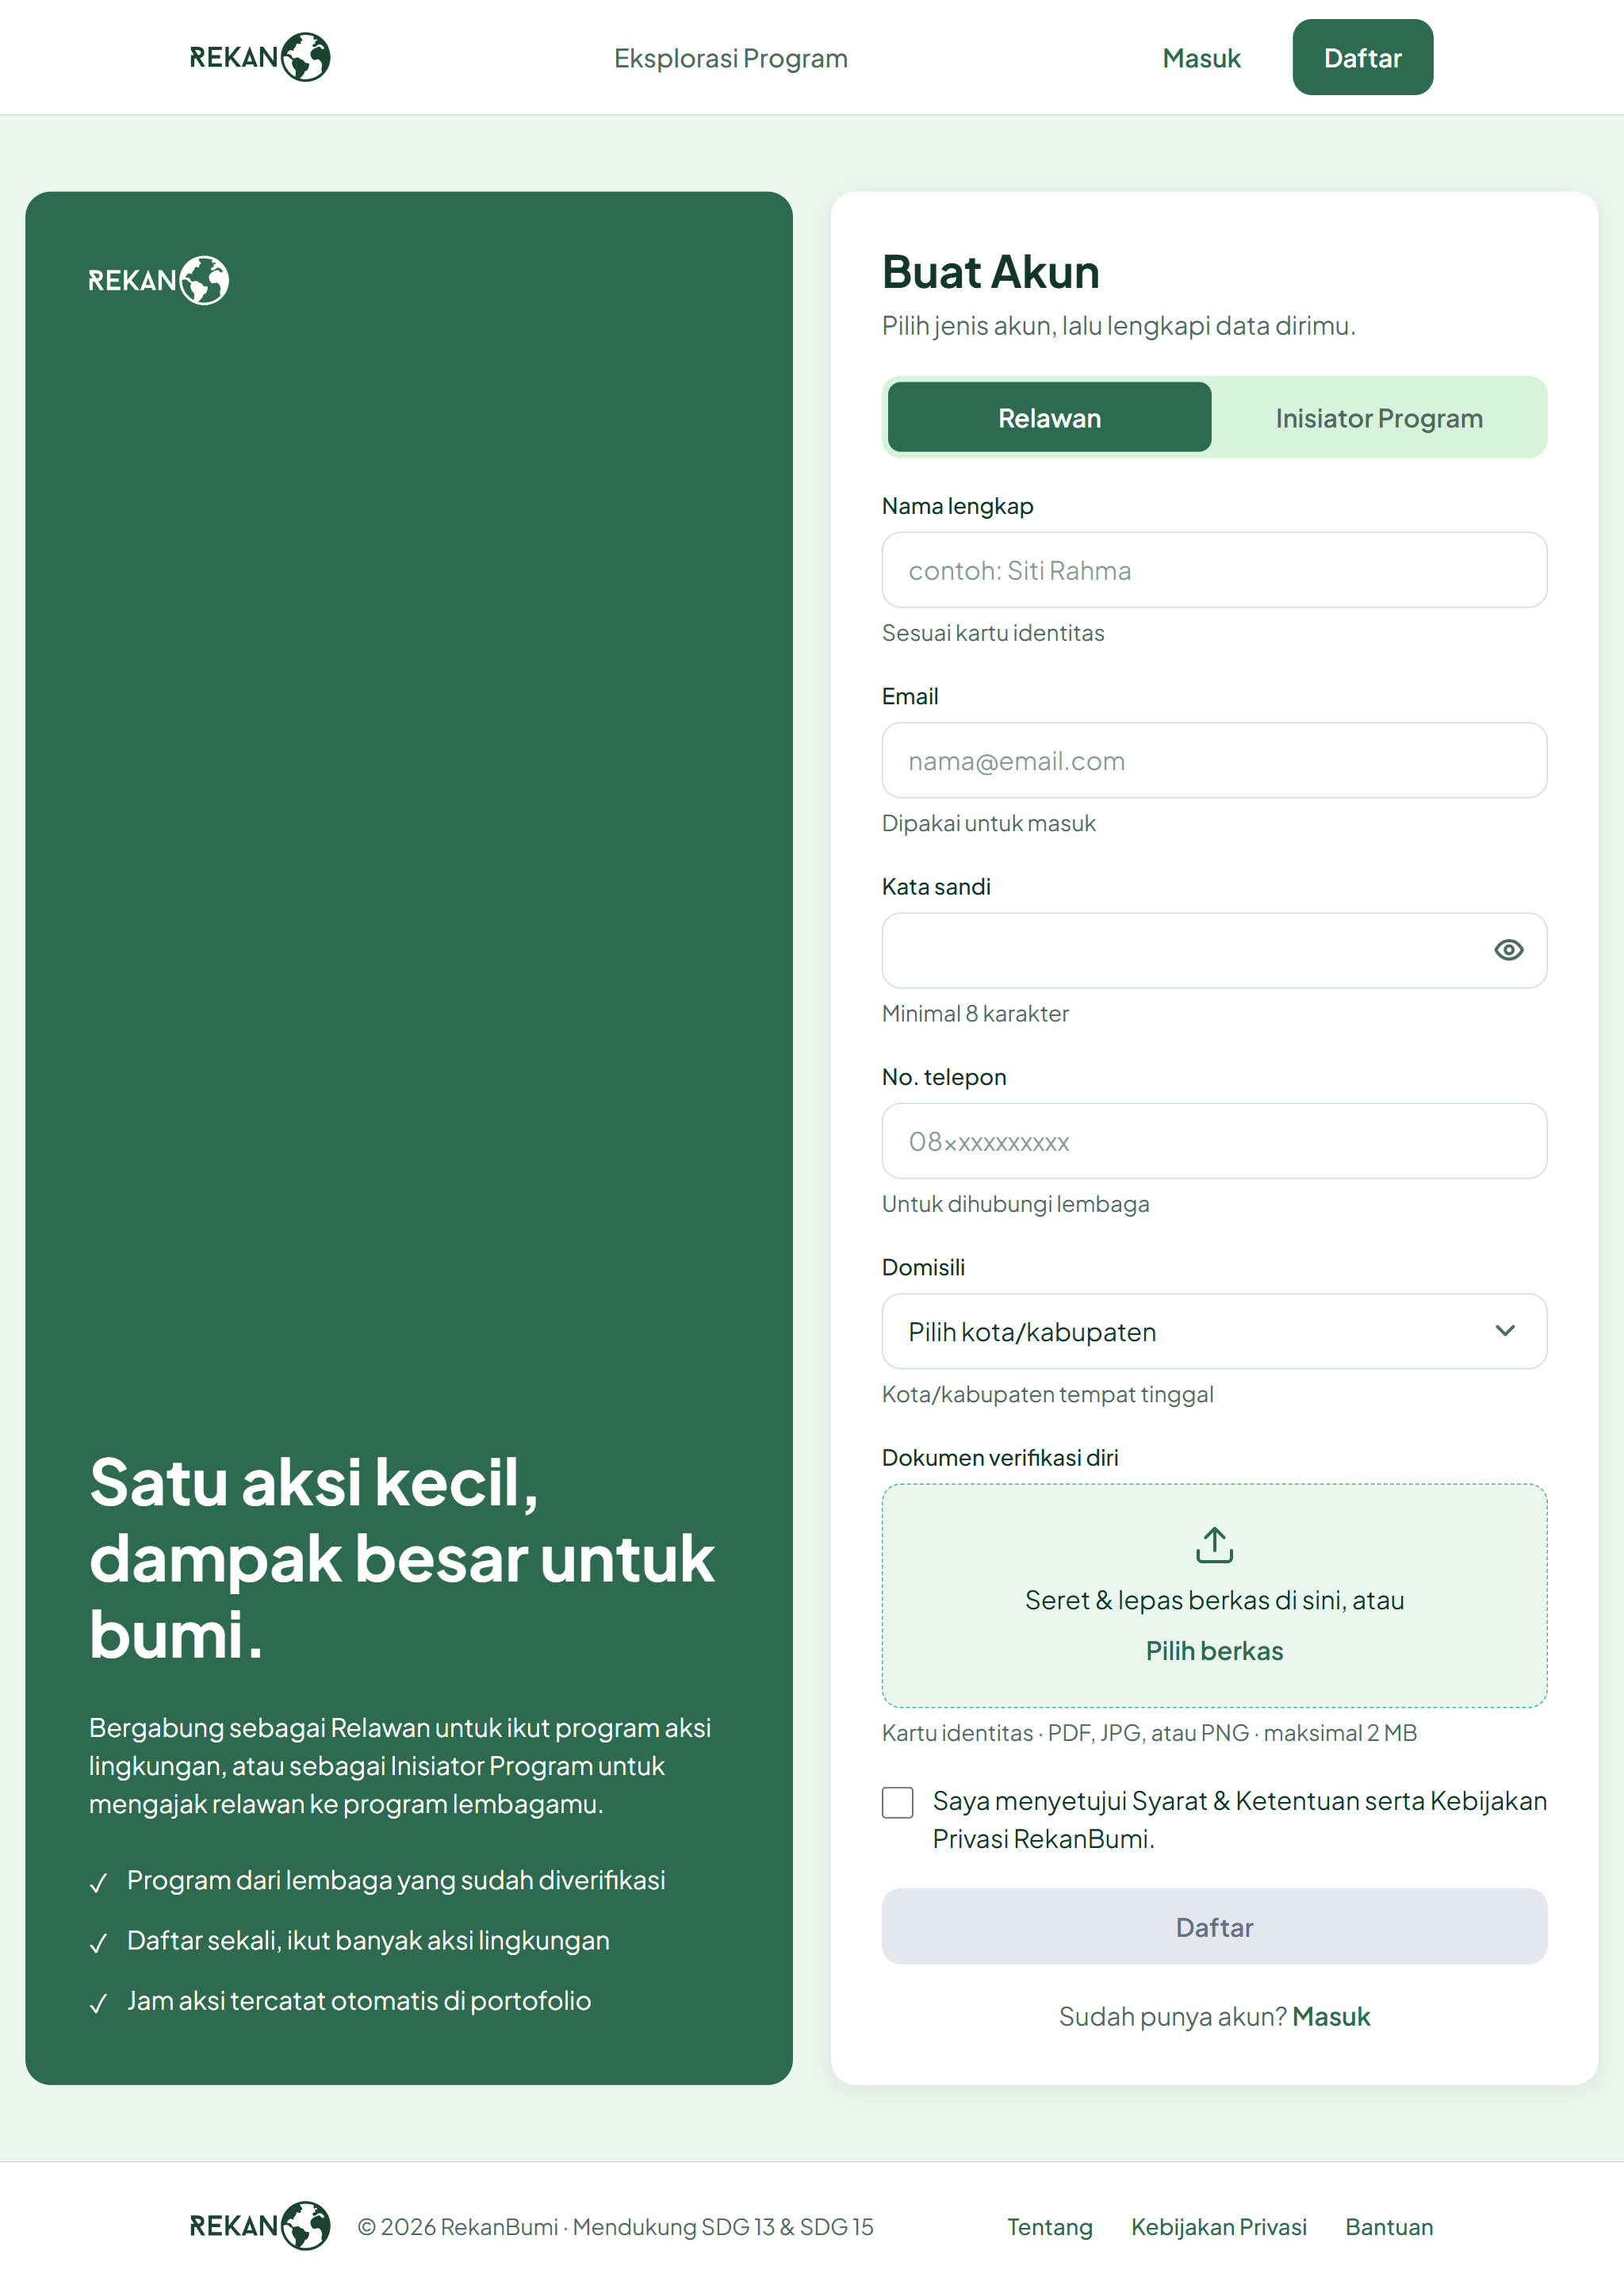 REKAN
Eksplorasi Program
Masuk
Daftar
REKAN
Satu aksi kecil,
dampak besar untuk
bumi.
Bergabung sebagai Relawan untuk ikut program aksi
lingkungan, atau sebagai Inisiator Program untuk
mengajak relawan ke program lembagamu.
✓ Program dari lembaga yang sudah diverifikasi
✓ Daftar sekali, ikut banyak aksi lingkungan
✓ Jam aksi tercatat otomatis di portofolio
Buat Akun
Pilih jenis akun, lalu lengkapi data dirimu.
Relawan
Inisiator Program
Nama lengkap
contoh: Siti Rahma
Sesuai kartu identitas
Email
nama@email.com
Dipakai untuk masuk
Kata sandi
Minimal 8 karakter
No. telepon
08xxxxxxxxxx
Untuk dihubungi lembaga
Domisili
Pilih kota/kabupaten
Kota/kabupaten tempat tinggal
Dokumen verifikasi diri
Seret & lepas berkas di sini, atau
Pilih berkas
Kartu identitas · PDF, JPG, atau PNG · maksimal 2 MB
Saya menyetujui Syarat & Ketentuan serta Kebijakan
Privasi RekanBumi.
Daftar
Sudah punya akun? Masuk
REKAN
© 2026 RekanBumi · Mendukung SDG 13 & SDG 15
Tentang
Kebijakan Privasi
Bantuan